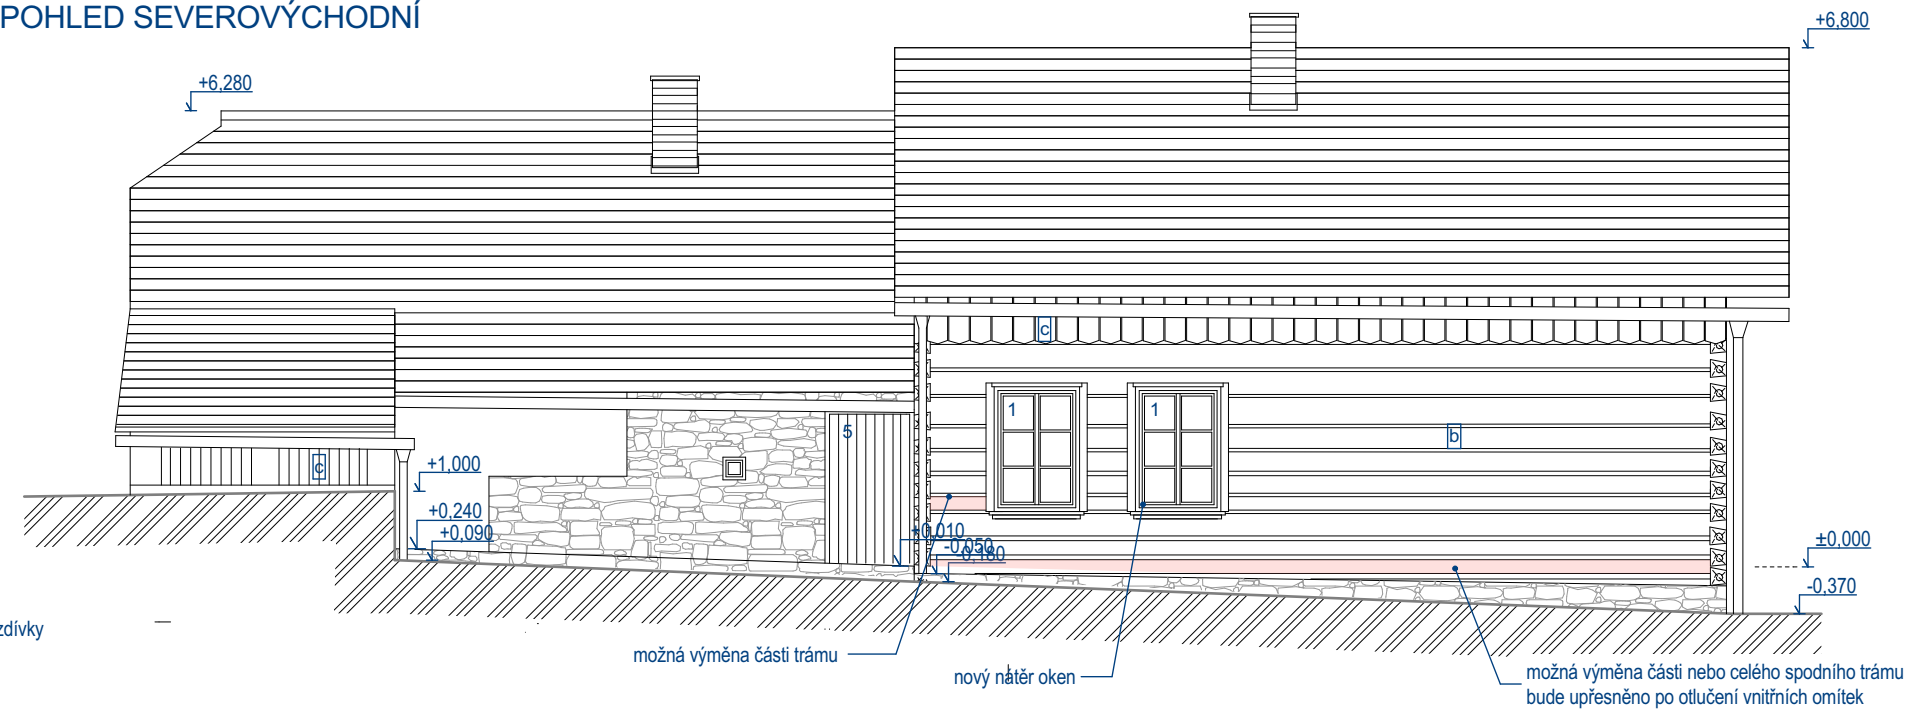 POHLED SEVEROVÝCHODNÍ
+6,800
+6,280
c
1
1
5
b
c
+1,000
+0,240
+0,090
+0,010
-0,050
-0,180
±0,000
-0,370
zdívky
možná výměna části trámu
nový nátěr oken
možná výměna části nebo celého spodního trámu
bude upřesněno po otlučení vnitřních omítek